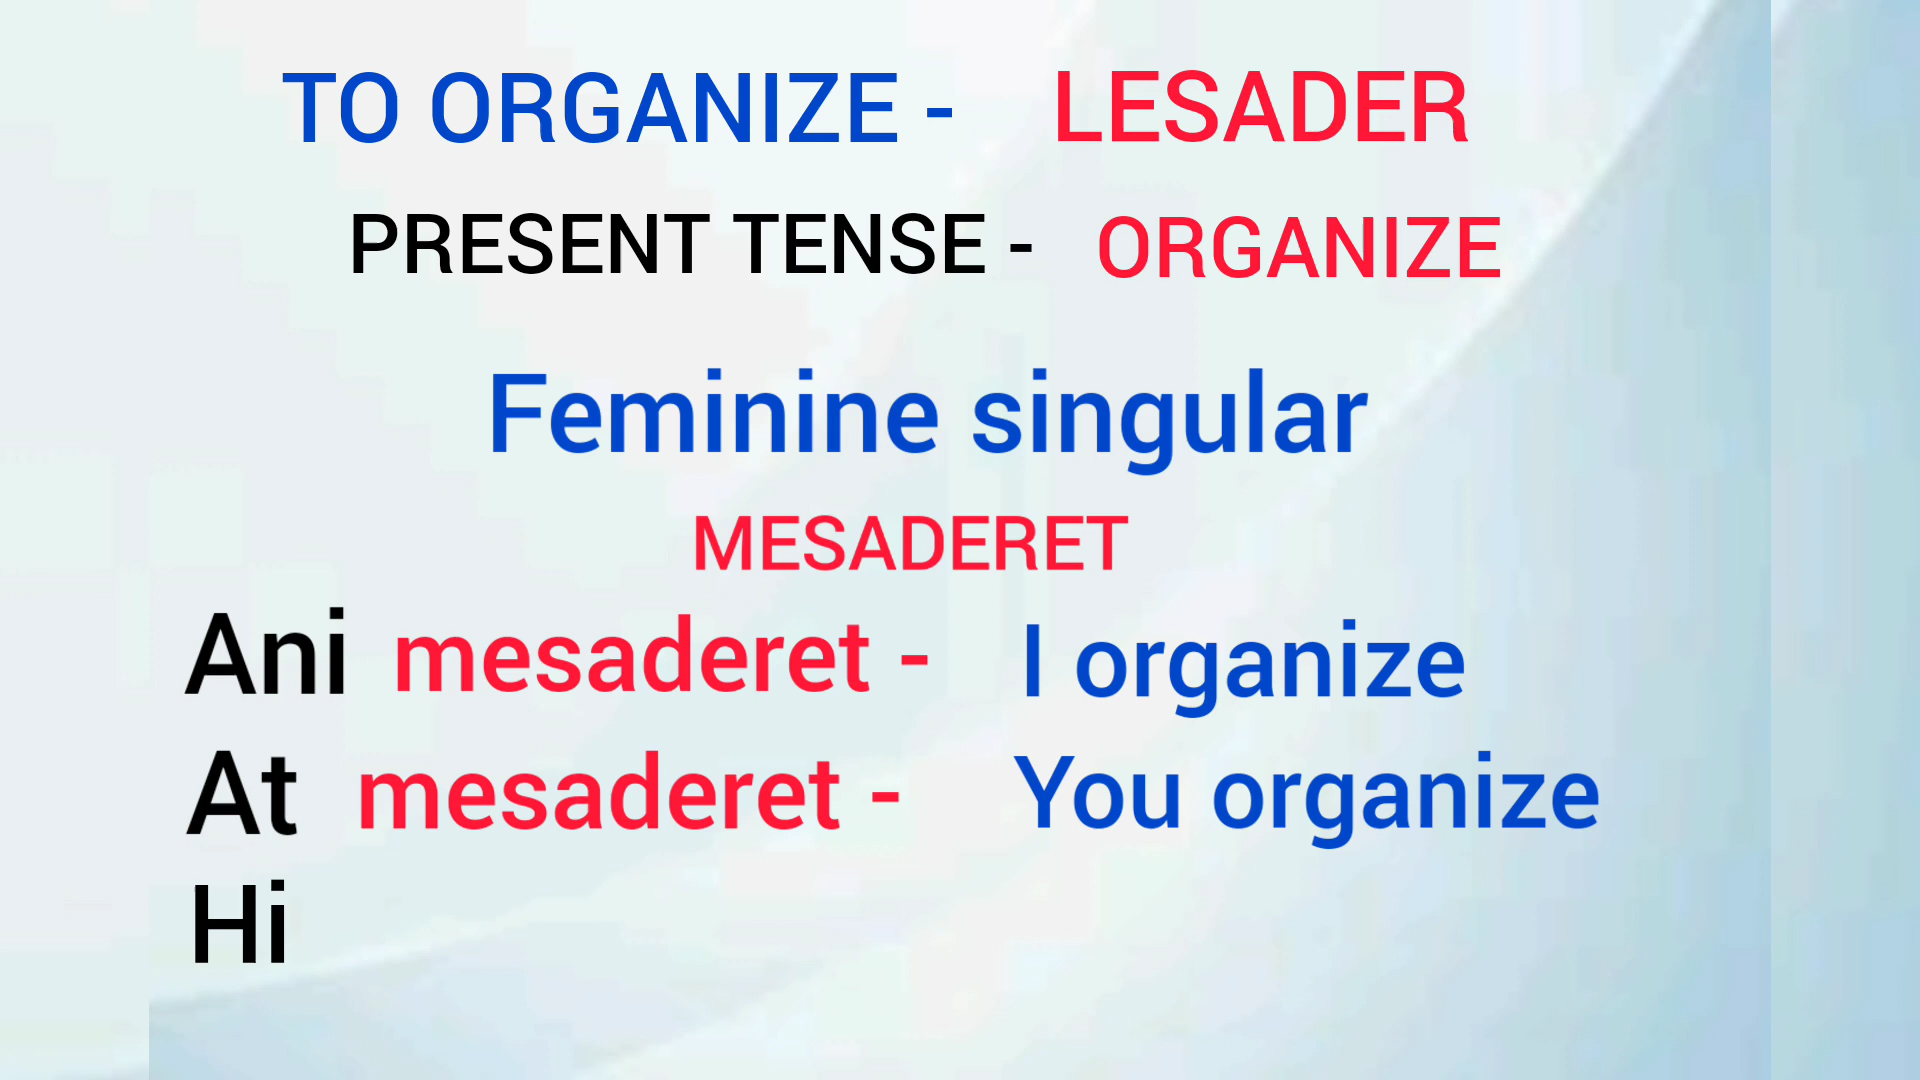 TO ORGANIZE - LESADER
PRESENT TENSE - ORGANIZE
Feminine singular
MESADERET
Ani mesaderet - I organize
At mesaderet - You organize
Hi